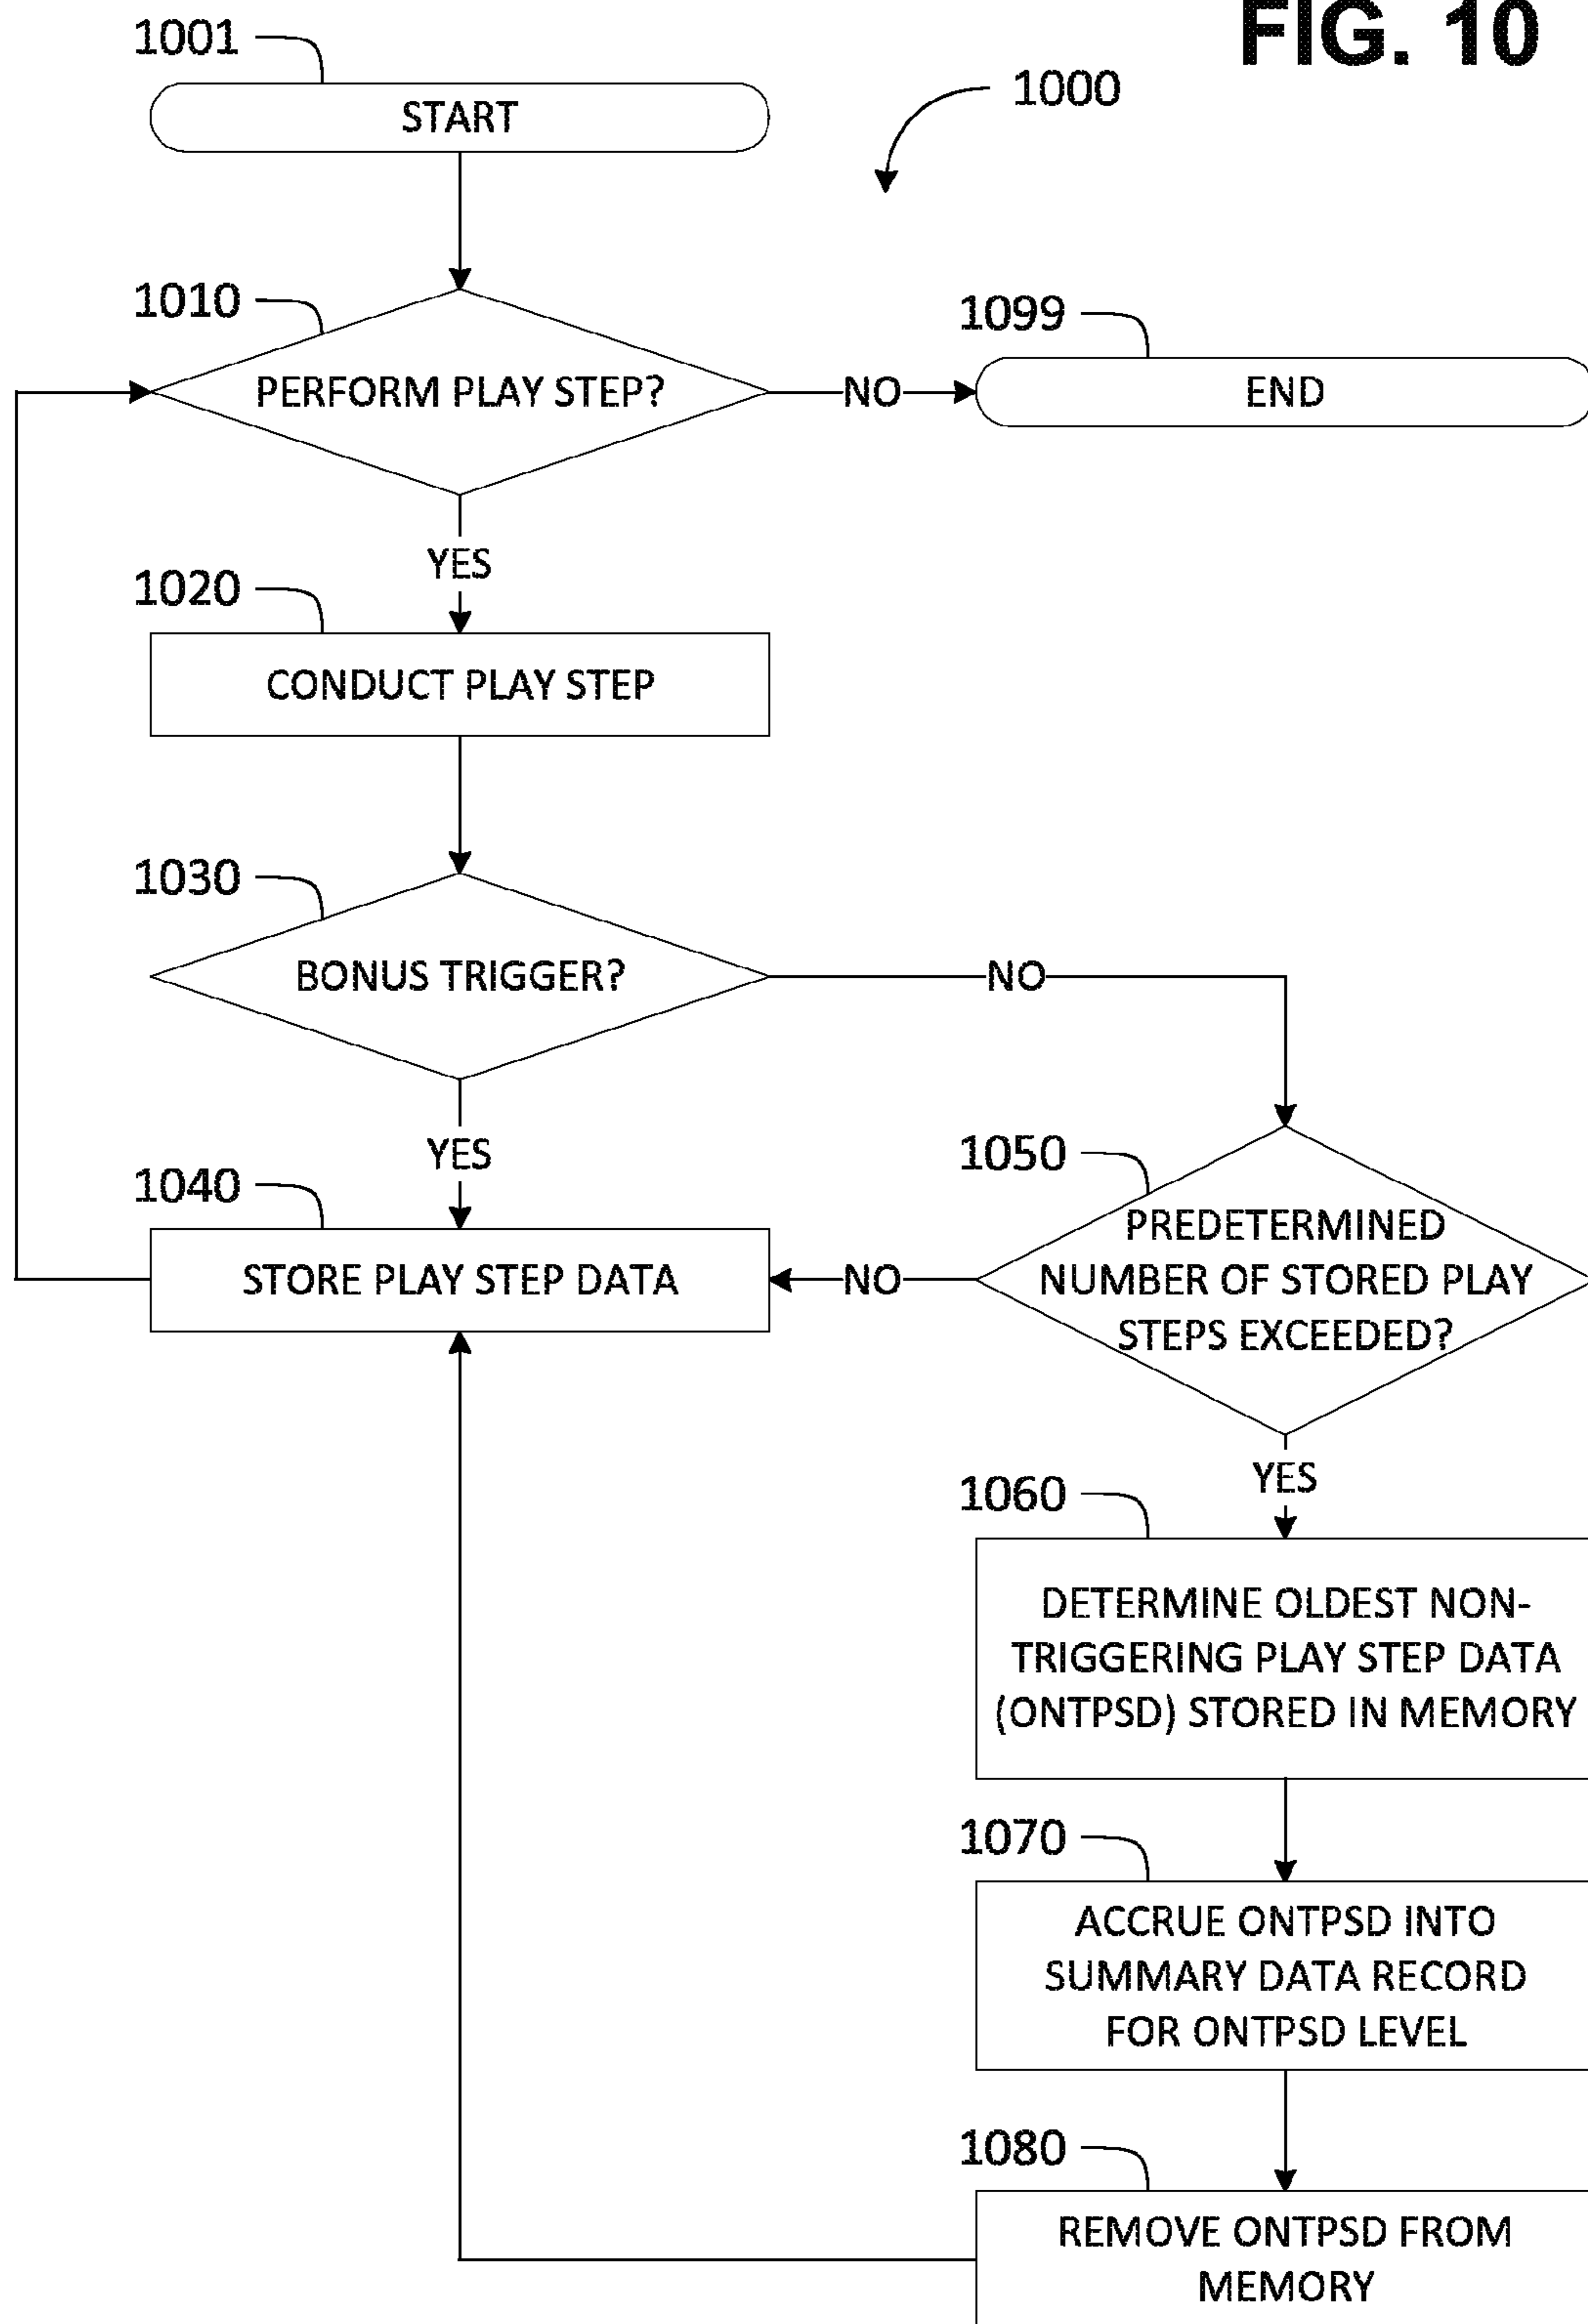 FIG. 10
1001
START
1000
1010
PERFORM PLAY STEP?
NO
1099
END
YES
1020
CONDUCT PLAY STEP
1030
BONUS TRIGGER?
NO
YES
1040
STORE PLAY STEP DATA
NO
1050
PREDETERMINED
NUMBER OF STORED PLAY
STEPS EXCEEDED?
YES
1060
DETERMINE OLDEST NON-
TRIGGERING PLAY STEP DATA
(ONTPSD) STORED IN MEMORY
1070
ACCRUE ONTPSD INTO
SUMMARY DATA RECORD
FOR ONTPSD LEVEL
1080
REMOVE ONTPSD FROM
MEMORY